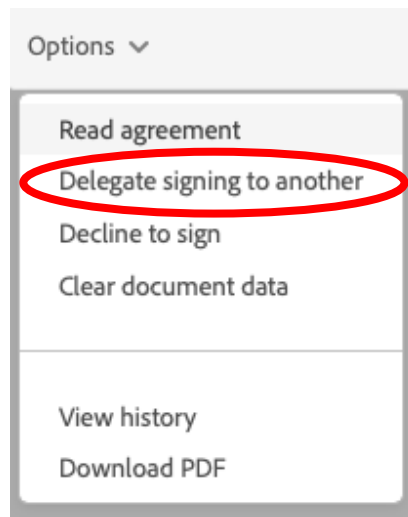 Options
Read agreement
Delegate signing to another
Decline to sign
Clear document data
View history
Download PDF